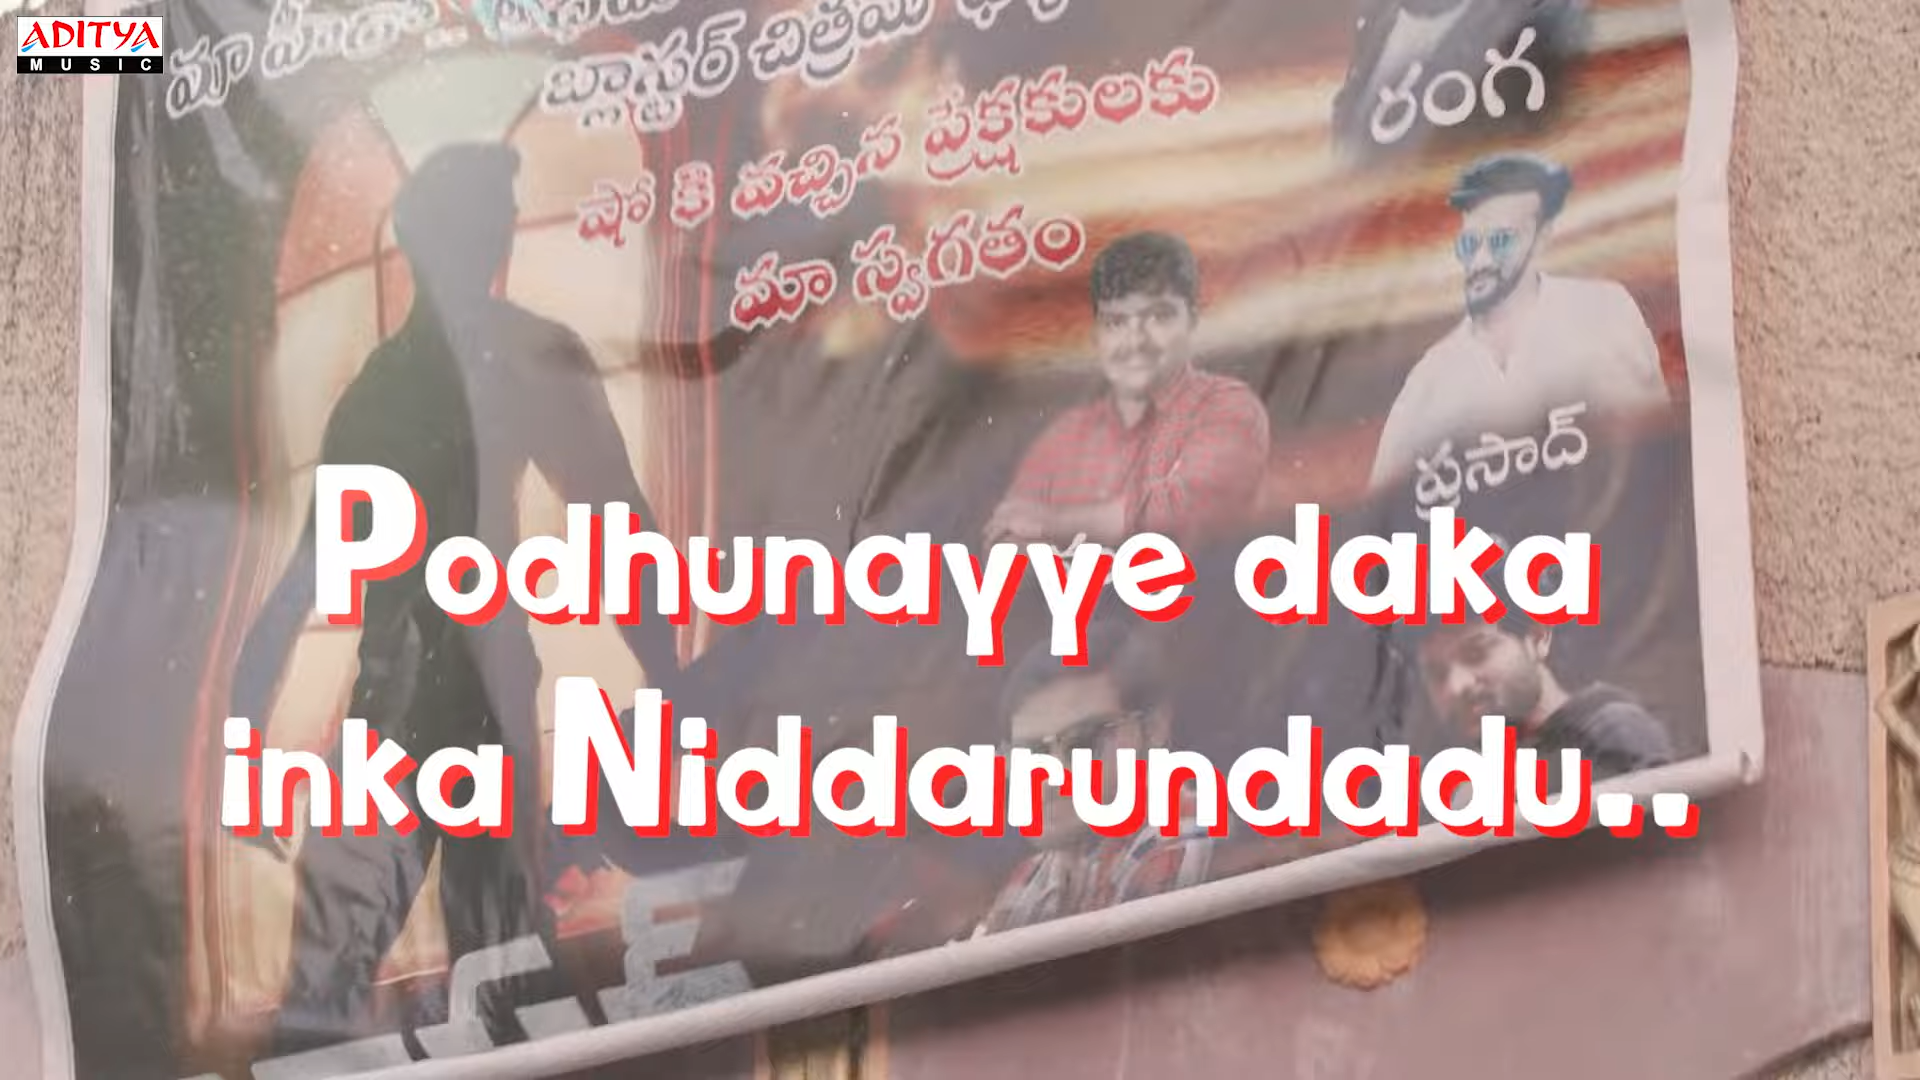 ADITYA
MUSIC
మా హీరో
బ్లాస్టర్ చిత్రమి
షో కి వచ్చిన ప్రేక్షకులకు
మా స్వగతం
రంగ
ప్రసాద్
Podhunayye daka
inka Niddarundadu..